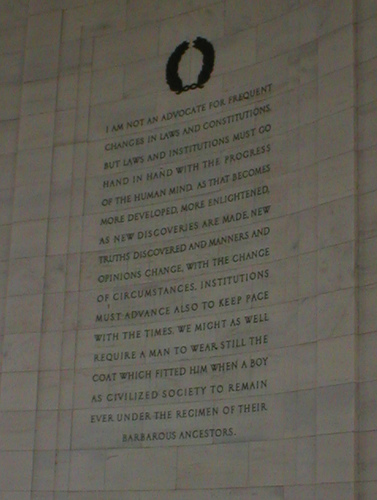 I AM NOT AN ADVOCATE FOR FREQUENT
CHANGES IN LAWS AND CONSTITUTIONS.
BUT LAWS AND INSTITUTIONS MUST GO
HAND IN HAND WITH THE PROGRESS
OF THE HUMAN MIND. AS THAT BECOMES
MORE DEVELOPED, MORE ENLIGHTENED,
AS NEW DISCOVERIES ARE MADE, NEW
TRUTHS DISCOVERED AND MANNERS AND
OPINIONS CHANGE, WITH THE CHANGE
OF CIRCUMSTANCES, INSTITUTIONS
MUST ADVANCE ALSO TO KEEP PACE
WITH THE TIMES. WE MIGHT AS WELL
REQUIRE A MAN TO WEAR STILL THE
COAT WHICH FITTED HIM WHEN A BOY
AS CIVILIZED SOCIETY TO REMAIN
EVER UNDER THE REGIMEN OF THEIR
BARBAROUS ANCESTORS.